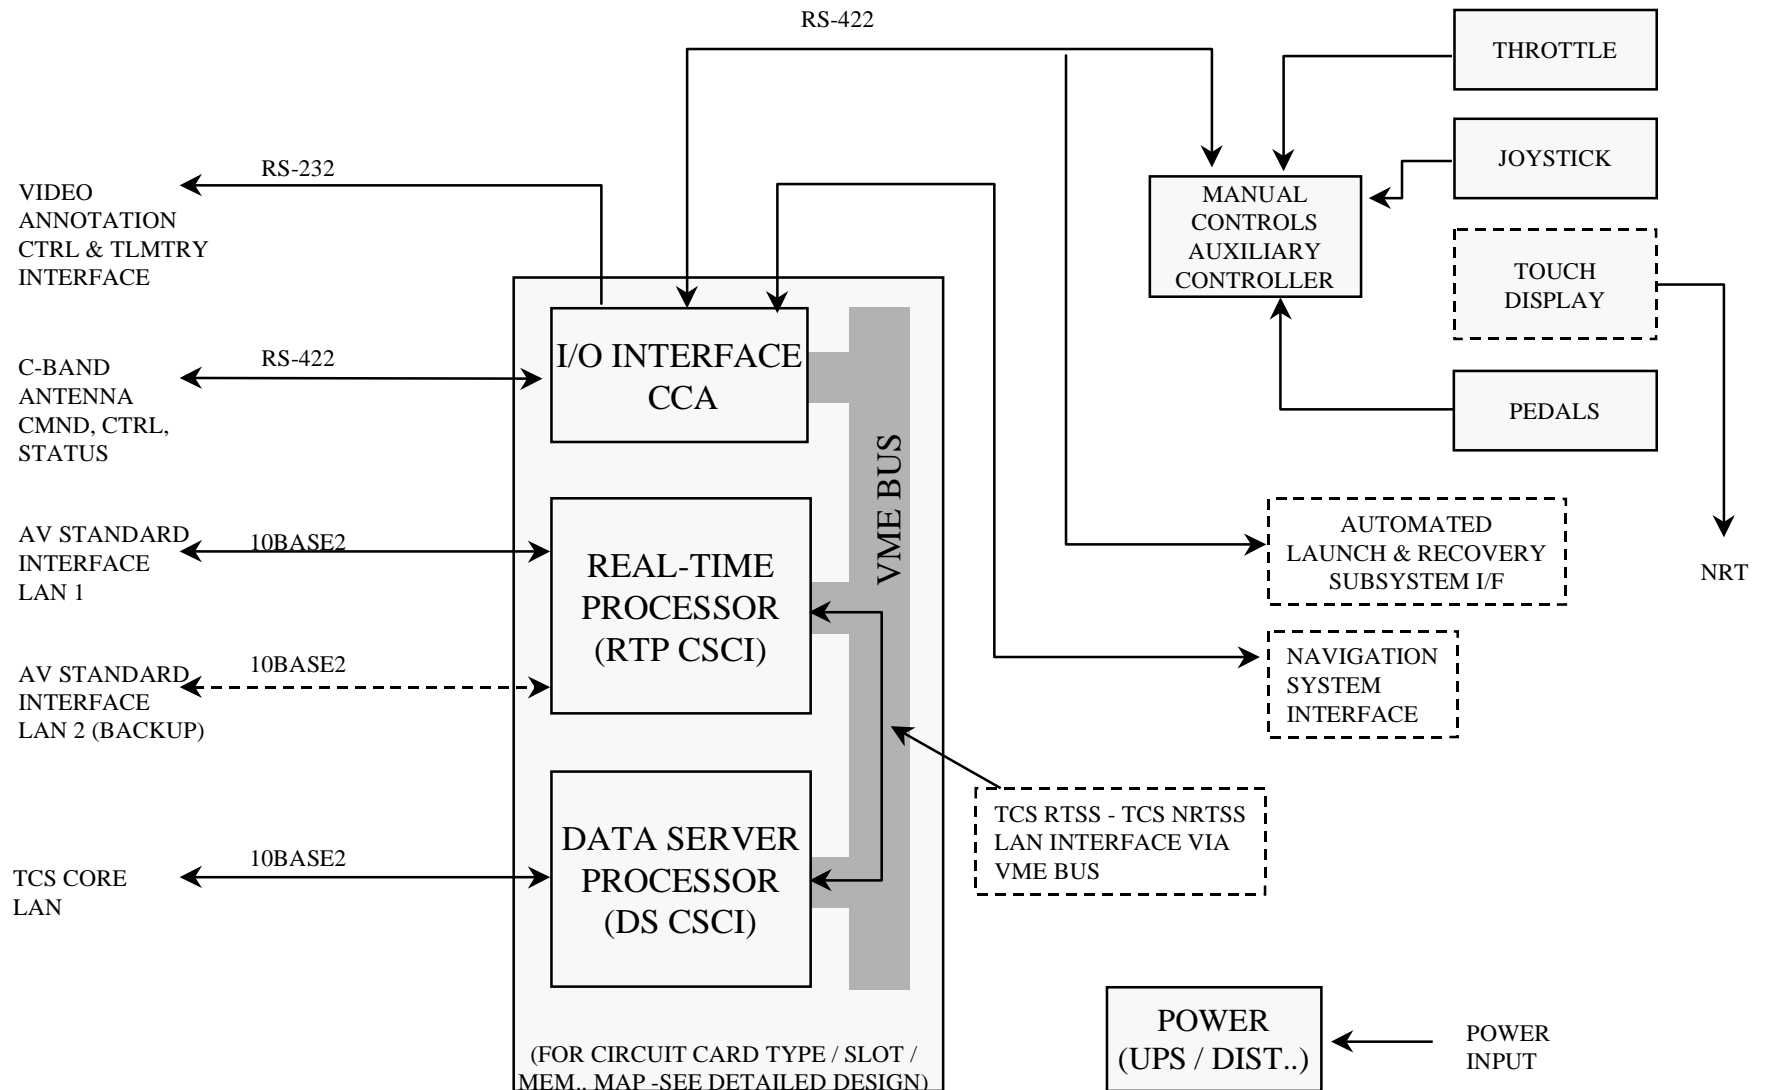 RS-422
THROTTLE
JOYSTICK
RS-232
VIDEO
ANNOTATION
CTRL & TLMTRY
INTERFACE
MANUAL
CONTROLS
AUXILIARY
CONTROLLER
TOUCH
DISPLAY
I/O INTERFACE
CCA
RS-422
C-BAND
ANTENNA
CMND, CTRL,
STATUS
PEDALS
VME BUS
AV STANDARD
INTERFACE
LAN 1
10BASE2
REAL-TIME
PROCESSOR
(RTP CSCI)
AUTOMATED
LAUNCH & RECOVERY
SUBSYSTEM I/F
NRT
AV STANDARD
INTERFACE
LAN 2 (BACKUP)
10BASE2
NAVIGATION
SYSTEM
INTERFACE
TCS RTSS - TCS NRTSS
LAN INTERFACE VIA
VME BUS
DATA SERVER
PROCESSOR
(DS CSCI)
10BASE2
TCS CORE
LAN
POWER
(UPS / DIST..)
POWER
INPUT
(FOR CIRCUIT CARD TYPE / SLOT /
MEM.. MAP -SEE DETAILED DESIGN)